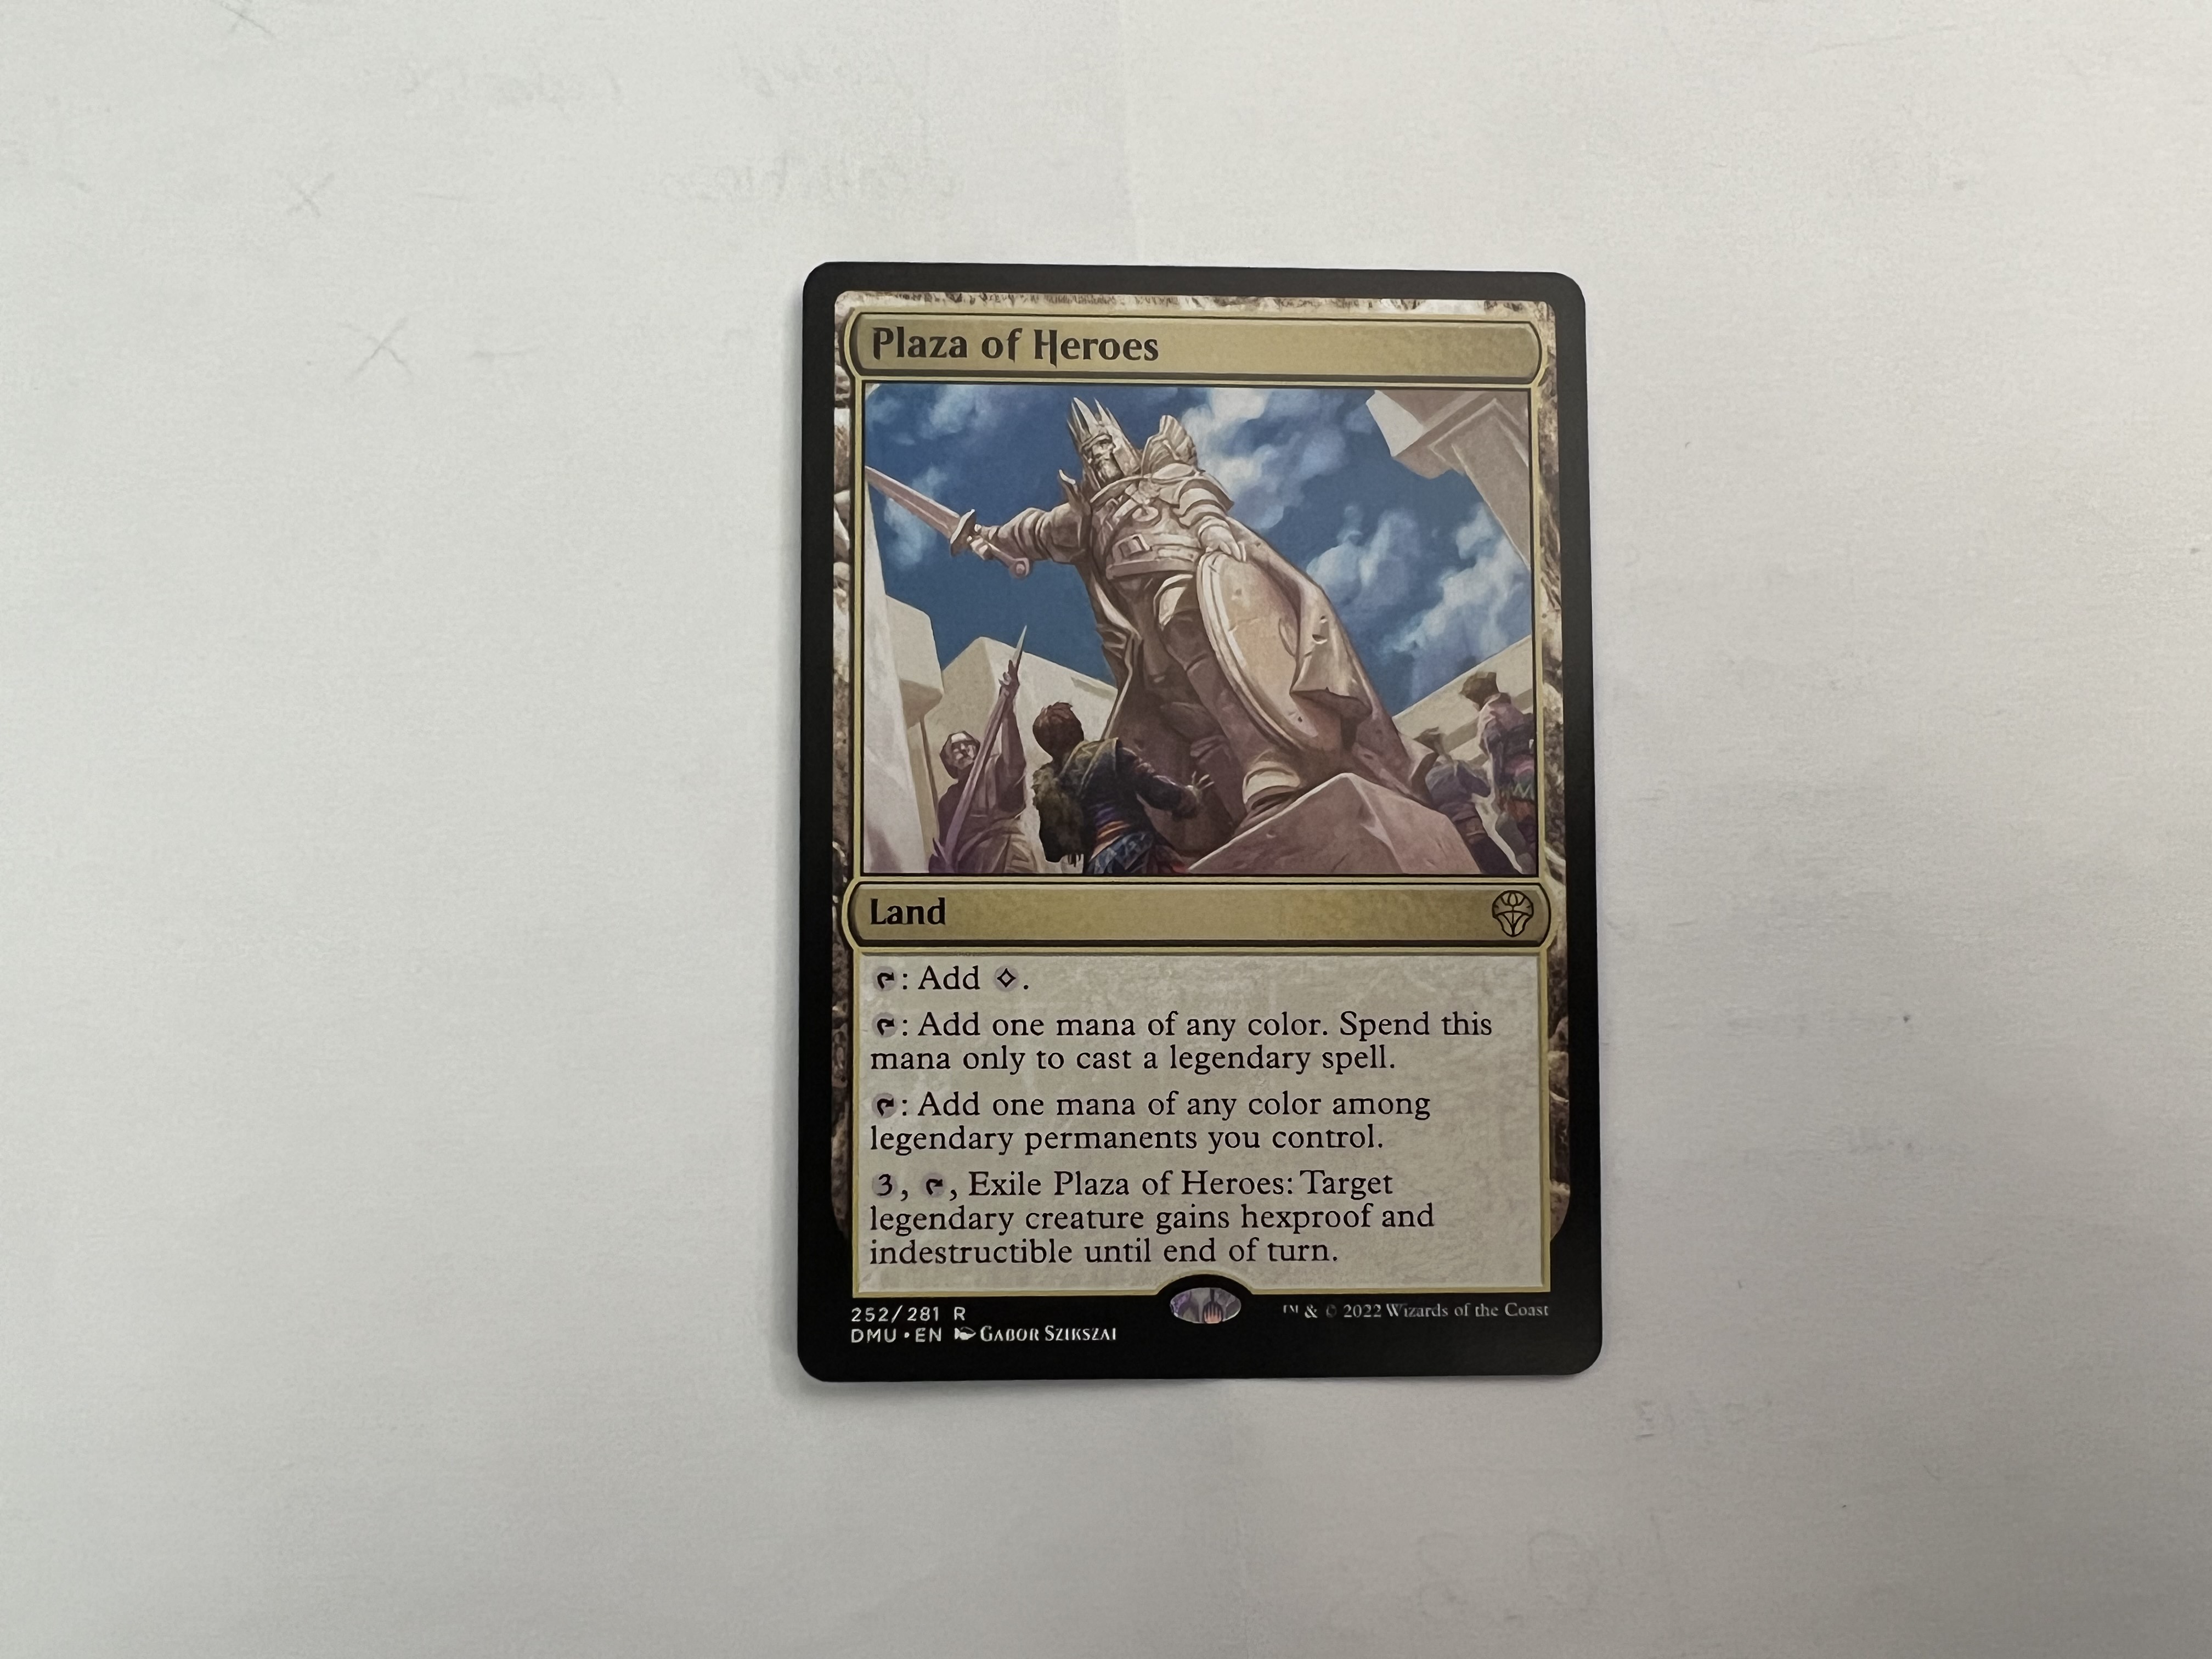 Plaza of Heroes
Land
: Add .
: Add one mana of any color. Spend this
mana only to cast a legendary spell.
: Add one mana of any color among
legendary permanents you control.
3, , Exile Plaza of Heroes: Target
legendary creature gains hexproof and
indestructible until end of turn.
252/281 R
™ & © 2022 Wizards of the Coast
DMU • EN GABOR SZIKSZAI